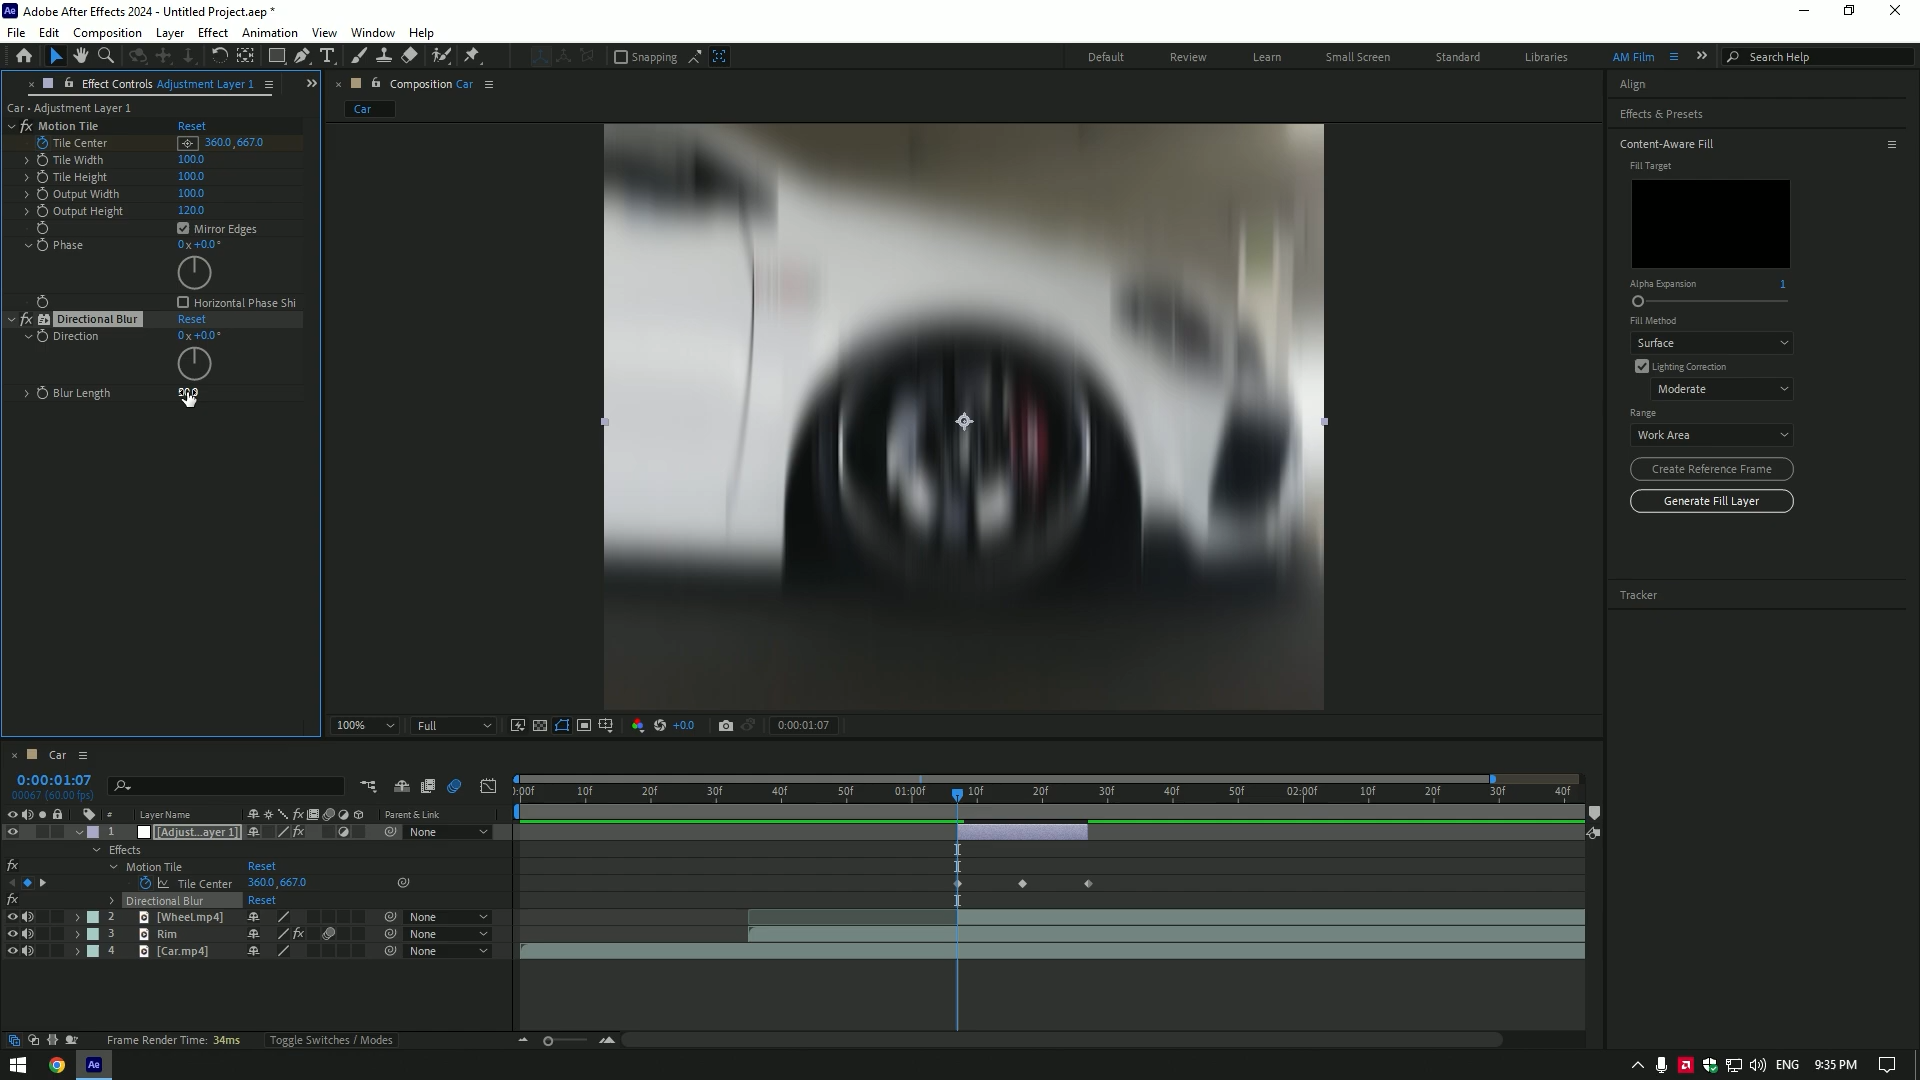 Adobe After Effects 2024 - Untitled Project.aep *
File Edit Composition Layer Effect Animation View Window Help
Snapping
Default Review Learn Small Screen Standard Libraries AM Film Search Help
Effect Controls Adjustment Layer 1
Composition Car
Align
Car • Adjustment Layer 1
Car
Effects & Presets
Motion Tile Reset
Tile Center 360.0,667.0
Tile Width 100.0
Tile Height 100.0
Output Width 100.0
Output Height 120.0
Mirror Edges
Phase 0x+0.0°
Horizontal Phase Shi
Directional Blur Reset
Direction 0x+0.0°
Blur Length
Content-Aware Fill
Fill Target
Alpha Expansion 1
Fill Method
Surface
Lighting Correction
Moderate
Range
Work Area
Create Reference Frame
Generate Fill Layer
Tracker
100% Full +0.0 0:00:01:07
Car
0:00:01:07
00067 (60.00 fps)
:00f 10f 20f 30f 40f 50f 01:00f 10f 20f 30f 40f 50f 02:00f 10f 20f 30f 40f
# Layer Name Parent & Link
1 [Adjust...ayer 1] None
Effects
Motion Tile Reset
Tile Center 360.0,667.0
Directional Blur Reset
2 [Wheel.mp4] None
3 Rim None
4 [Car.mp4] None
Frame Render Time: 34ms Toggle Switches / Modes
ENG 9:35 PM